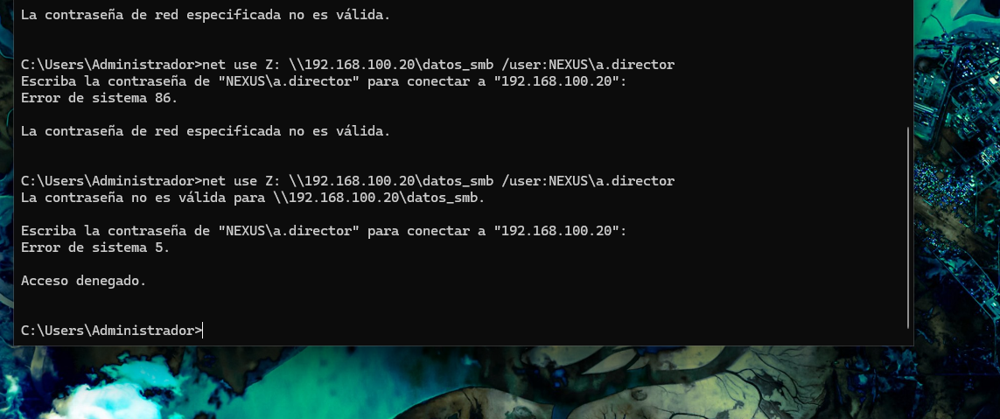 La contraseña de red especificada no es válida.
C:\Users\Administrador>net use Z: \\192.168.100.20\datos_smb /user:NEXUS\a.director
Escriba la contraseña de "NEXUS\a.director" para conectar a "192.168.100.20":
Error de sistema 86.
La contraseña de red especificada no es válida.
C:\Users\Administrador>net use Z: \\192.168.100.20\datos_smb /user:NEXUS\a.director
La contraseña no es válida para \\192.168.100.20\datos_smb.
Escriba la contraseña de "NEXUS\a.director" para conectar a "192.168.100.20":
Error de sistema 5.
Acceso denegado.
C:\Users\Administrador>